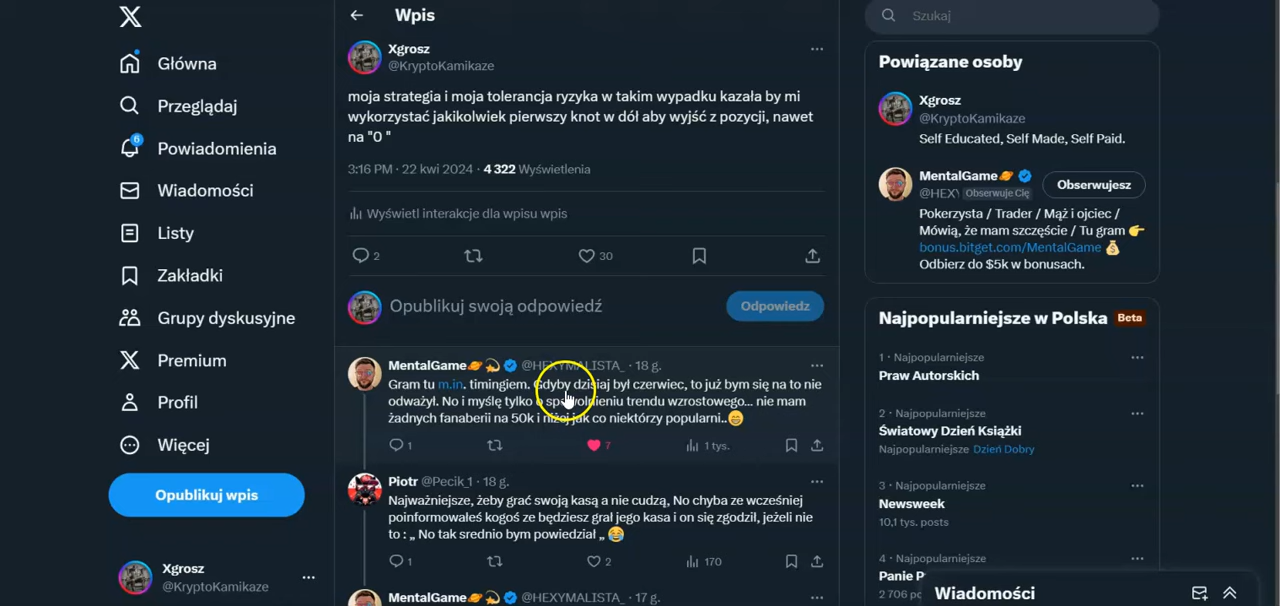 Główna
Przeglądaj
6
Powiadomienia
Wiadomości
Listy
Zakładki
Grupy dyskusyjne
Premium
Profil
Więcej
Opublikuj wpis
Xgrosz
@KryptoKamikaze
Wpis
Xgrosz
@KryptoKamikaze
moja strategia i moja tolerancja ryzyka w takim wypadku kazała by mi
wykorzystać jakikolwiek pierwszy knot w dół aby wyjść z pozycji, nawet
na "0 "
3:16 PM · 22 kwi 2024 · 4 322 Wyświetlenia
Wyświetl interakcje dla wpisu wpis
2 30
Opublikuj swoją odpowiedź
Odpowiedz
MentalGame @HEXYMALISTA_ · 18 g.
Gram tu m.in. timingiem. Gdyby dzisiaj był czerwiec, to już bym się na to nie
odważył. No i myślę tylko o spowolnieniu trendu wzrostowego... nie mam
żadnych fanaberii na 50k i niżej jak co niektórzy popularni..
1 7 1 tys.
Piotr @Pecik_1 · 18 g.
Najważniejsze, żeby grać swoją kasą a nie cudzą, No chyba ze wcześniej
poinformowałeś kogoś ze będziesz grał jego kasa i on się zgodził, jeżeli nie
to : „ No tak srednio bym powiedzial „
1 2 170
MentalGame @HEXYMALISTA_ · 17 g.
Szukaj
Powiązane osoby
Xgrosz
@KryptoKamikaze
Self Educated, Self Made, Self Paid.
MentalGame
@HEXY Obserwuje Cię
Obserwujesz
Pokerzysta / Trader / Mąż i ojciec /
Mówią, że mam szczęście / Tu gram
bonus.bitget.com/MentalGame
Odbierz do $5k w bonusach.
Najpopularniejsze w Polska Beta
1 · Najpopularniejsze
Praw Autorskich
2 · Najpopularniejsze
Światowy Dzień Książki
Najpopularniejsze Dzień Dobry
3 · Najpopularniejsze
Newsweek
10,1 tys. posts
4 · Najpopularniejsze
Panie P
2 706 po
Wiadomości